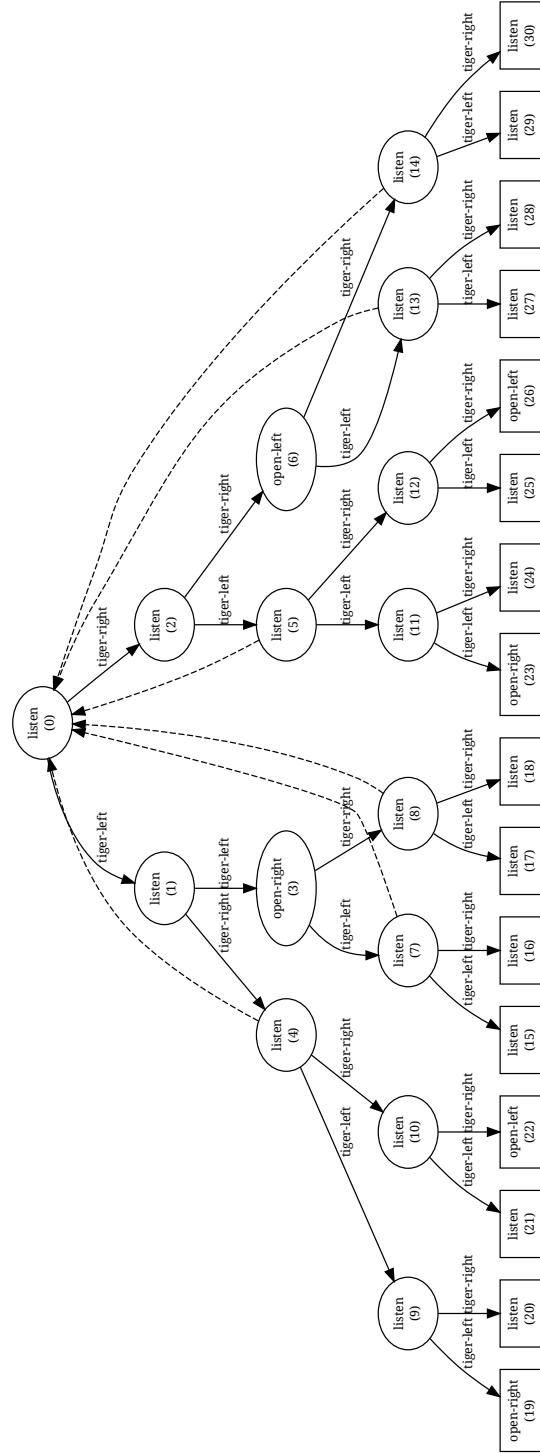 listen
(0)
tiger-left
tiger-right
listen
(1)
listen
(2)
tiger-right
tiger-left
tiger-left
tiger-right
listen
(4)
open-right
(3)
listen
(5)
open-left
(6)
tiger-left
tiger-right
tiger-left
tiger-right
tiger-left
tiger-right
tiger-left
tiger-right
listen
(9)
listen
(10)
listen
(7)
listen
(8)
listen
(11)
listen
(12)
listen
(13)
listen
(14)
tiger-left
tiger-right
tiger-left
tiger-right
tiger-left
tiger-right
tiger-left
tiger-right
tiger-left
tiger-right
tiger-left
tiger-right
tiger-left
tiger-right
tiger-left
tiger-right
open-right
(19)
listen
(20)
listen
(21)
open-left
(22)
listen
(15)
listen
(16)
listen
(17)
listen
(18)
open-right
(23)
listen
(24)
listen
(25)
open-left
(26)
listen
(27)
listen
(28)
listen
(29)
listen
(30)